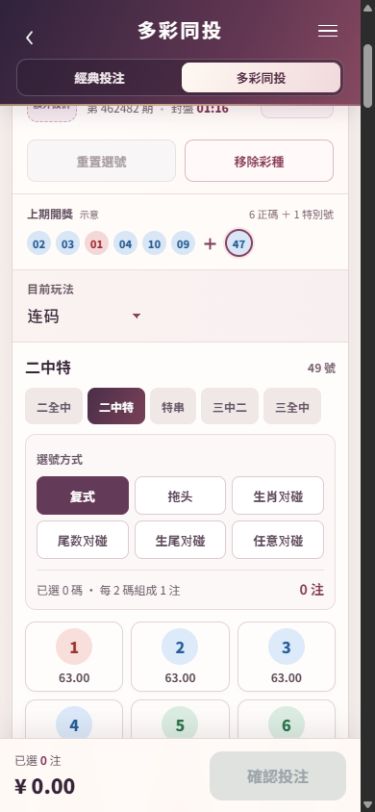 多彩同投
經典投注 多彩同投
第 462482 期 · 封盤 01:16
重置選號 移除彩種
上期開獎 示意 6 正碼 + 1 特別號
02 03 01 04 10 09 + 47
目前玩法
连码
二中特 49 號
二全中 二中特 特串 三中二 三全中
選號方式
复式 拖头 生肖对碰
尾数对碰 生尾对碰 任意对碰
已選 0 碼 · 每 2 碼組成 1 注 0 注
1 2 3
63.00 63.00 63.00
4 5 6
已選 0 注
¥ 0.00 確認投注